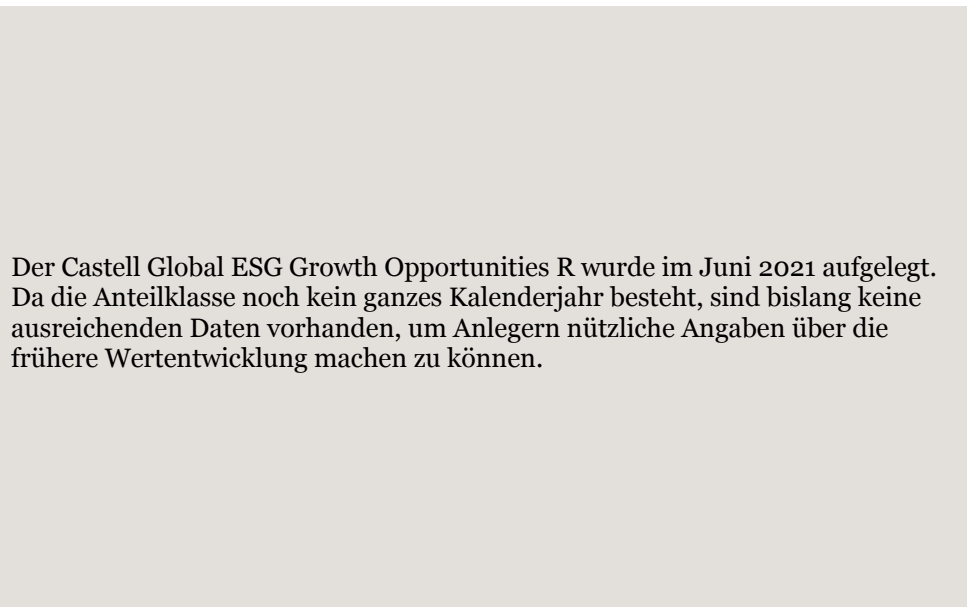 Der Castell Global ESG Growth Opportunities R wurde im Juni 2021 aufgelegt.
Da die Anteilklasse noch kein ganzes Kalenderjahr besteht, sind bislang keine
ausreichenden Daten vorhanden, um Anlegern nützliche Angaben über die
frühere Wertentwicklung machen zu können.